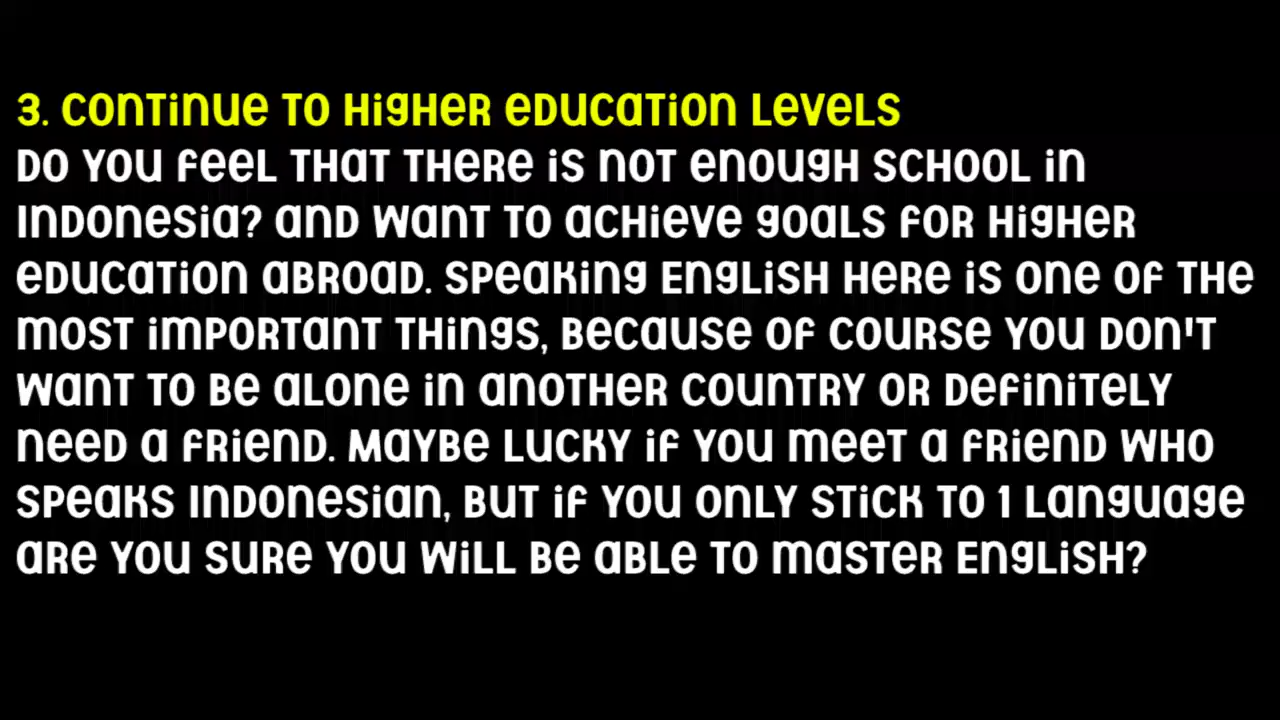 3. Continue to Higher Education Levels
Do you feel that there is not enough school in
Indonesia? And want to achieve goals for higher
education abroad. Speaking English here is one of the
most important things, because of course you don't
want to be alone in another country or definitely
need a friend. Maybe lucky if you meet a friend who
speaks Indonesian, but if you only stick to 1 language
are you sure you will be able to master English?